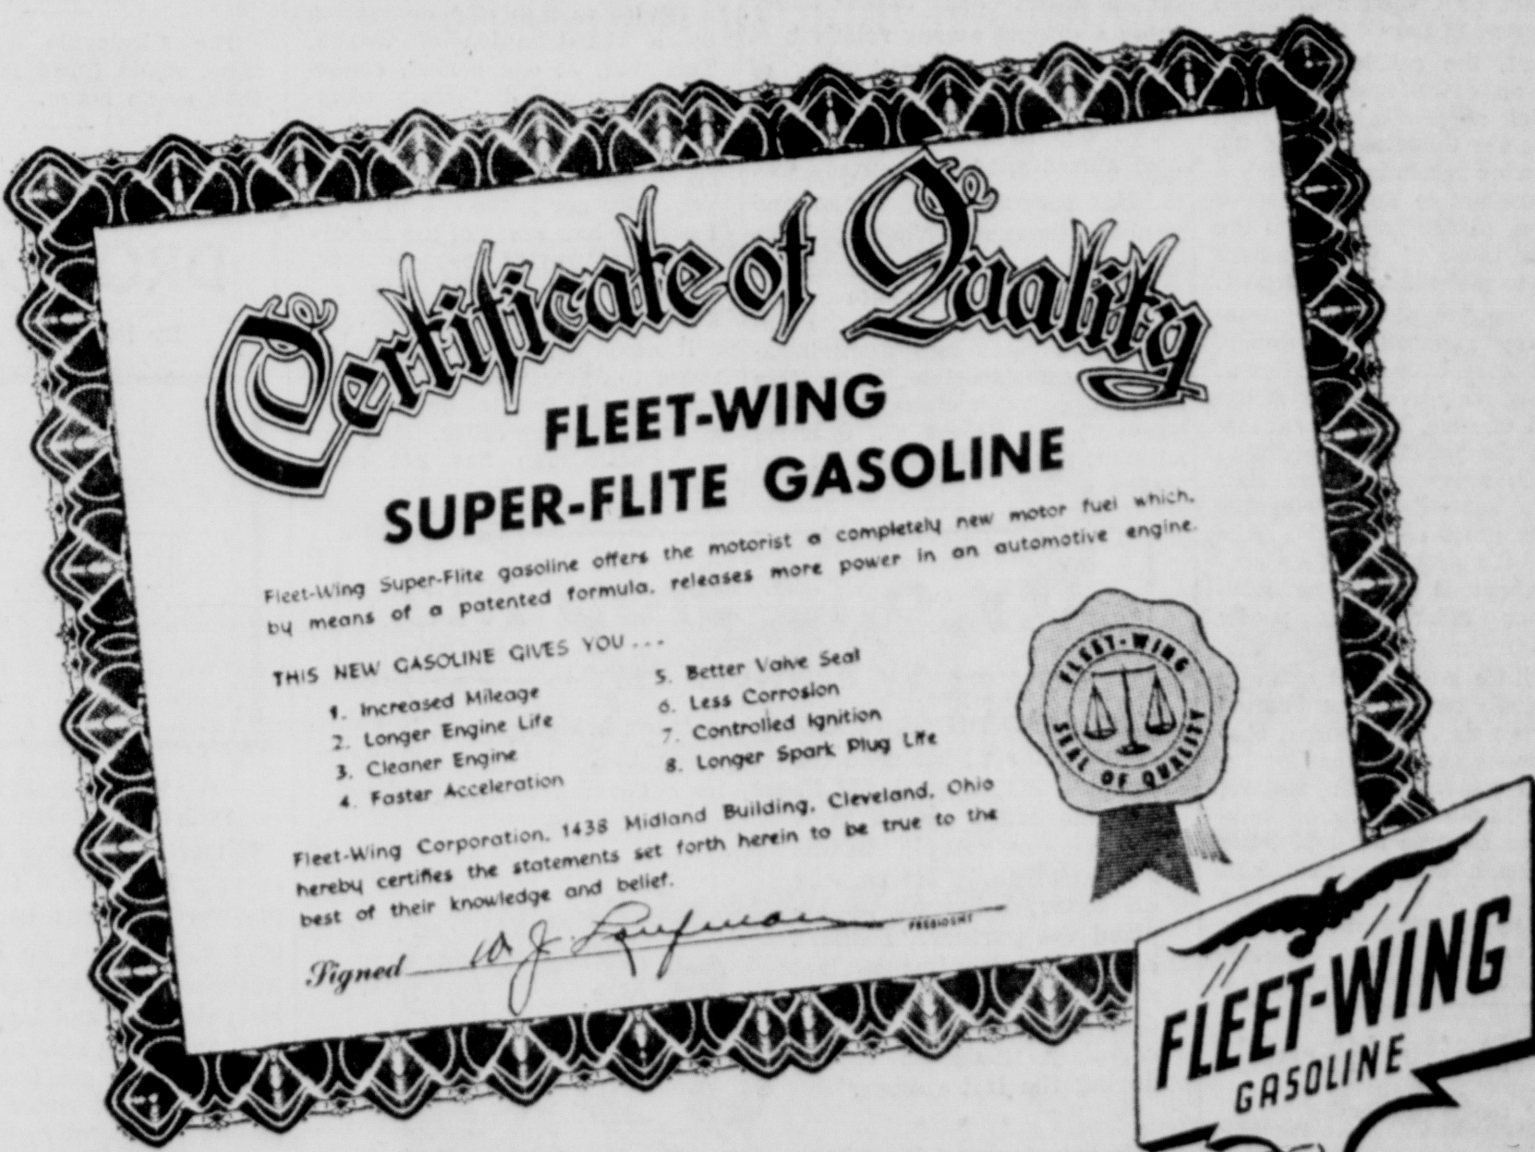 Certificate of Quality
FLEET-WING
SUPER-FLITE GASOLINE
Fleet-Wing Super-Flite gasoline offers the motorist a completely new motor fuel which,
by means of a patented formula, releases more power in an automotive engine.
THIS NEW GASOLINE GIVES YOU...
1. Increased Mileage
2. Longer Engine Life
3. Cleaner Engine
4. Faster Acceleration
5. Better Valve Seal
6. Less Corrosion
7. Controlled Ignition
8. Longer Spark Plug Life
Fleet-Wing Corporation, 1438 Midland Building, Cleveland, Ohio
hereby certifies the statements set forth herein to be true to the
best of their knowledge and belief.
Signed W. J.
PRESIDENT
FLEET-WING
SEAL OF QUALITY
FLEET-WING
GASOLINE